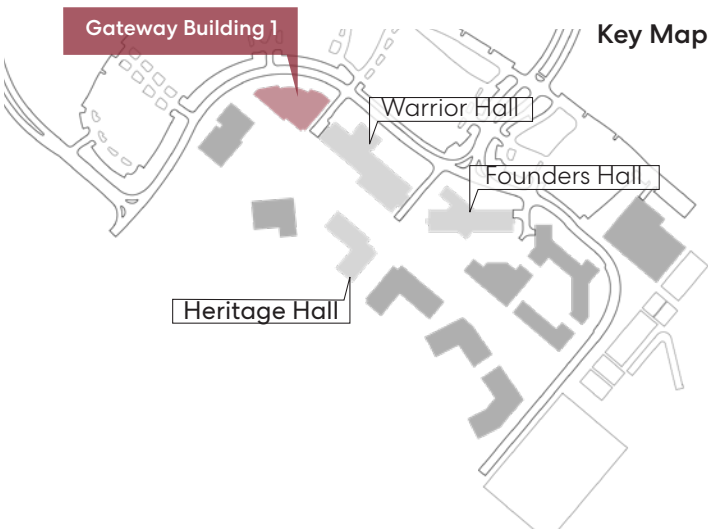 Gateway Building 1
Key Map
Warrior Hall
Founders Hall
Heritage Hall